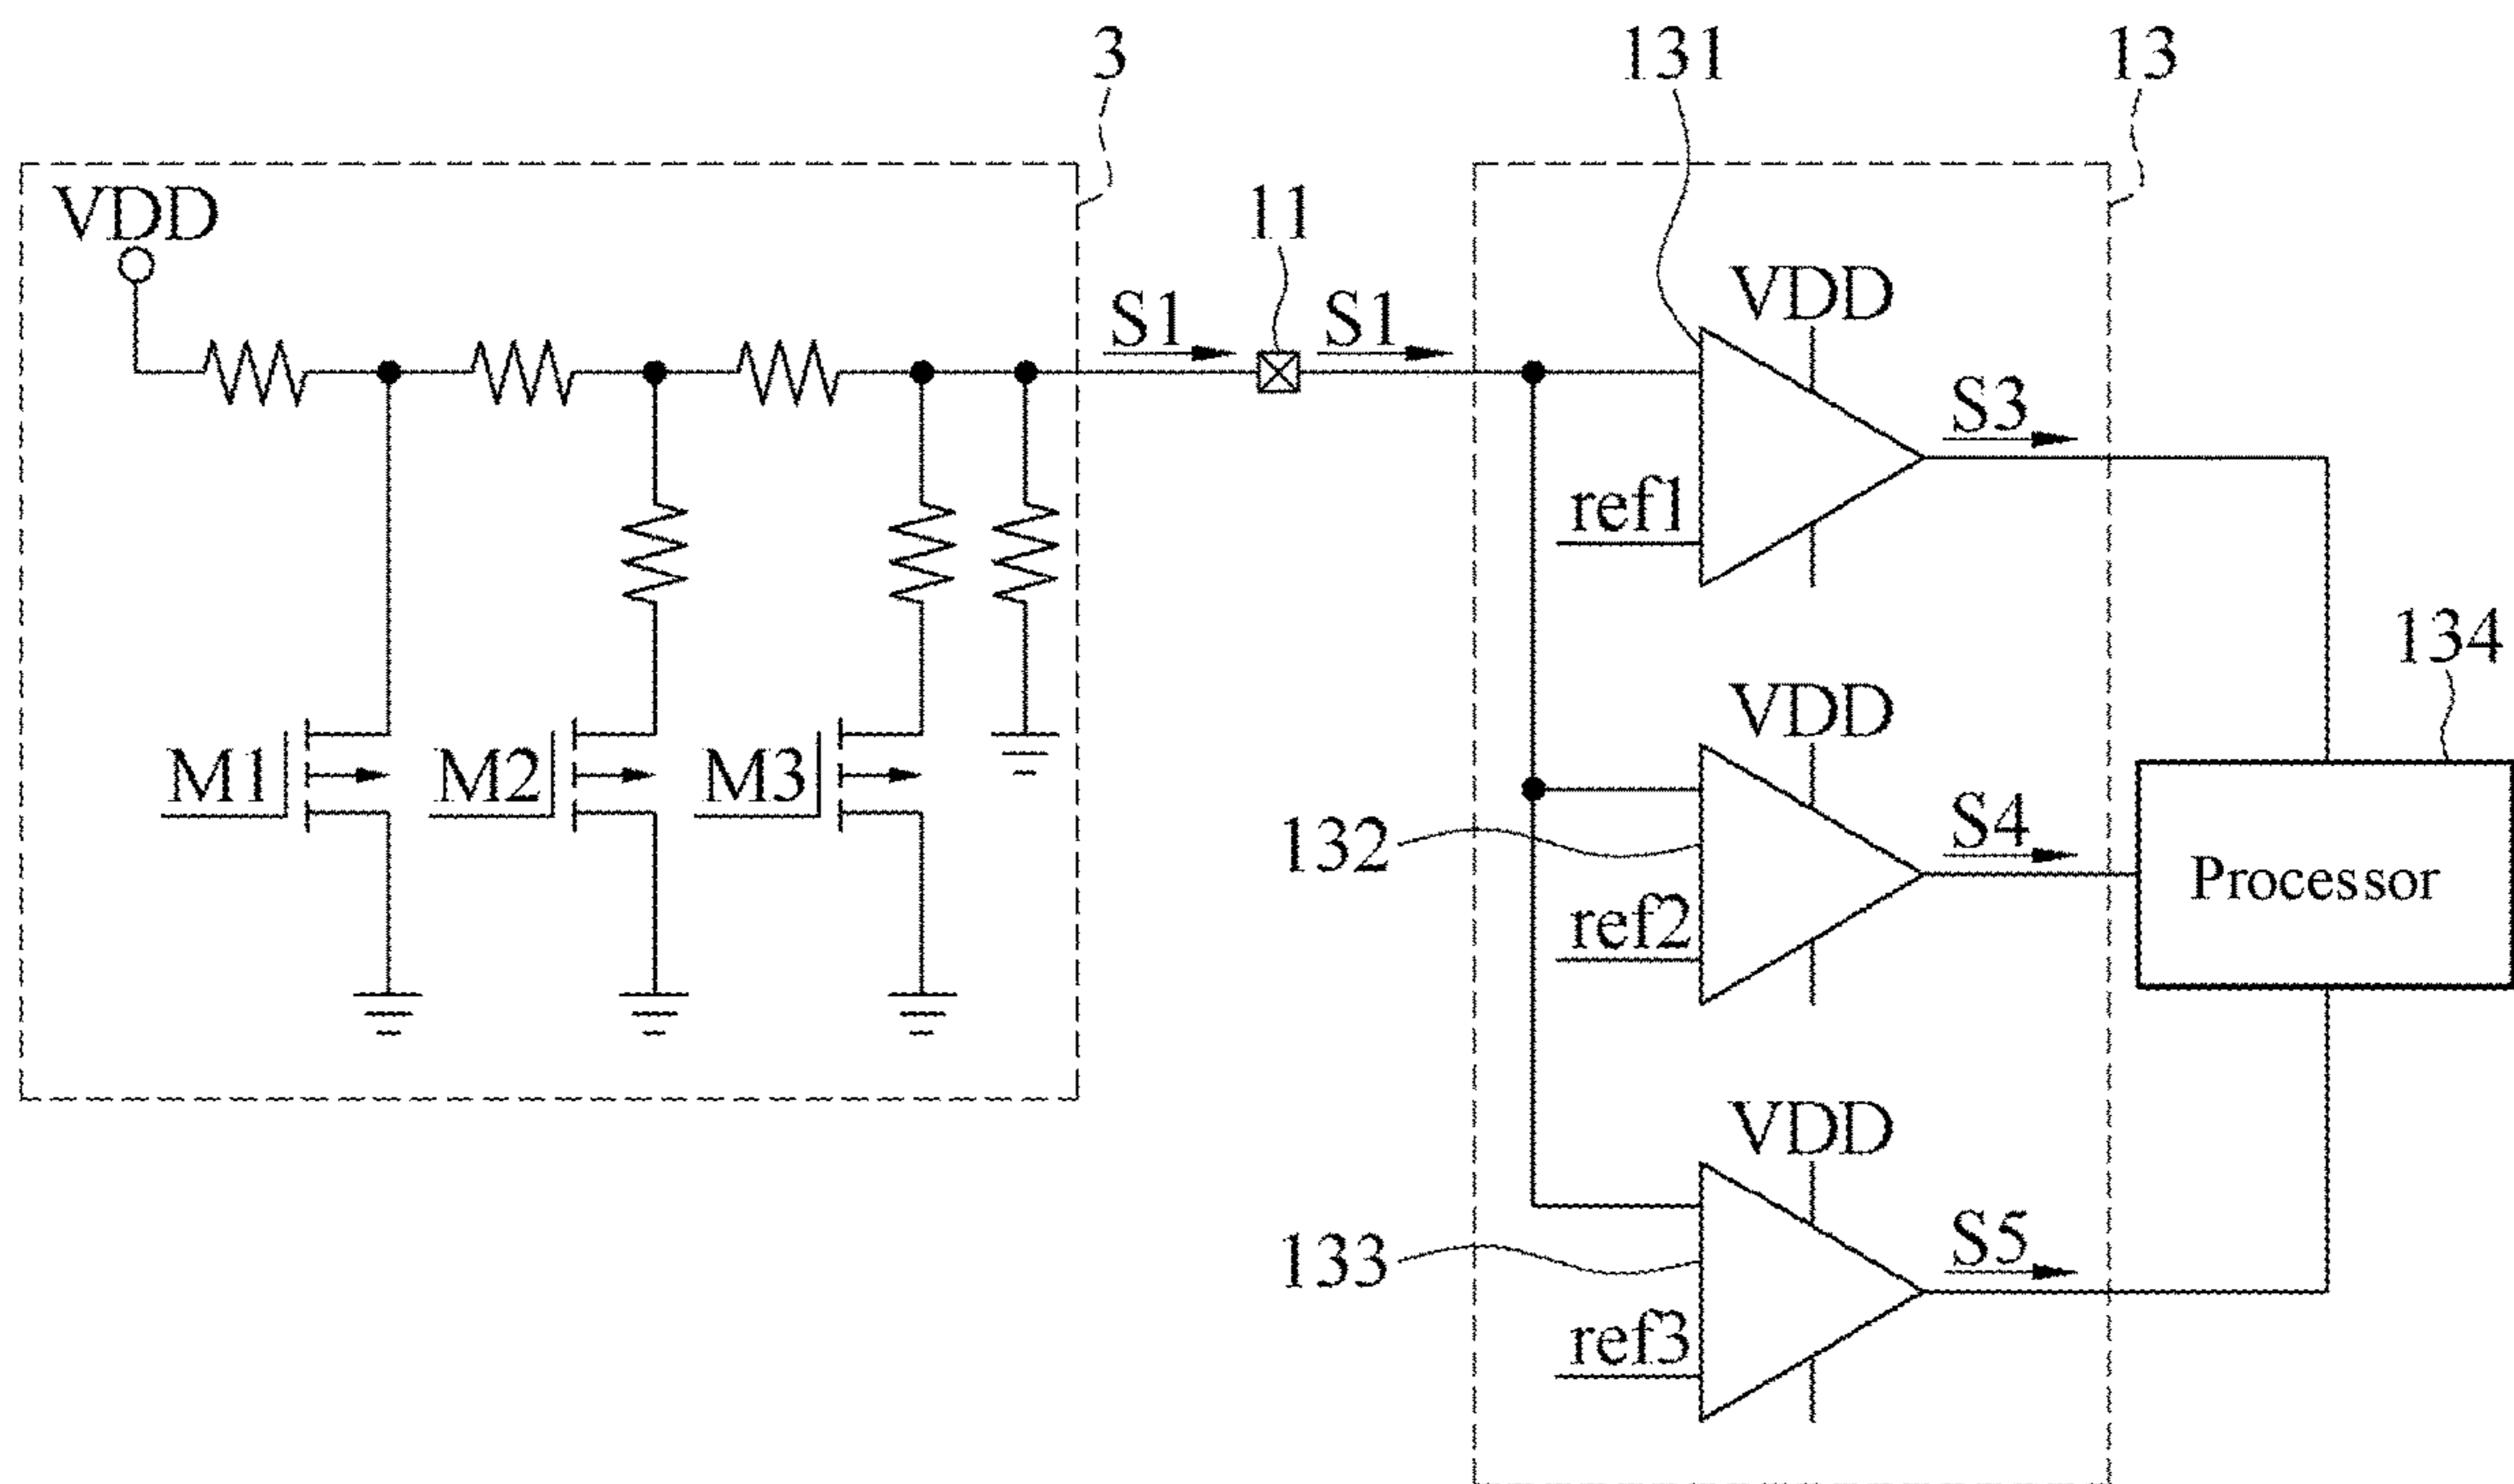 3
131
13
VDD
11
S1
S1
VDD
S3
ref1
134
M1
M2
M3
VDD
S4
132
Processor
ref2
VDD
S5
133
ref3